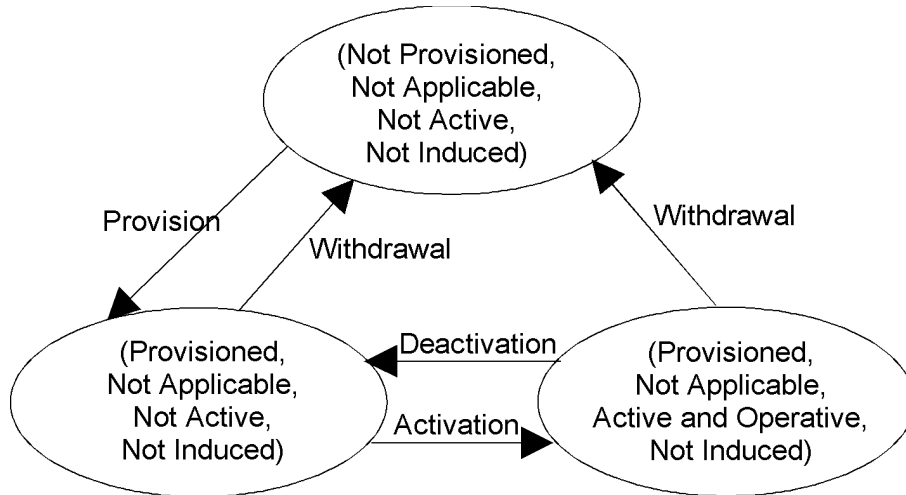 (Not Provisioned,
Not Applicable,
Not Active,
Not Induced)
Provision
Withdrawal
Withdrawal
(Provisioned,
Not Applicable,
Not Active,
Not Induced)
Deactivation
Activation
(Provisioned,
Not Applicable,
Active and Operative,
Not Induced)